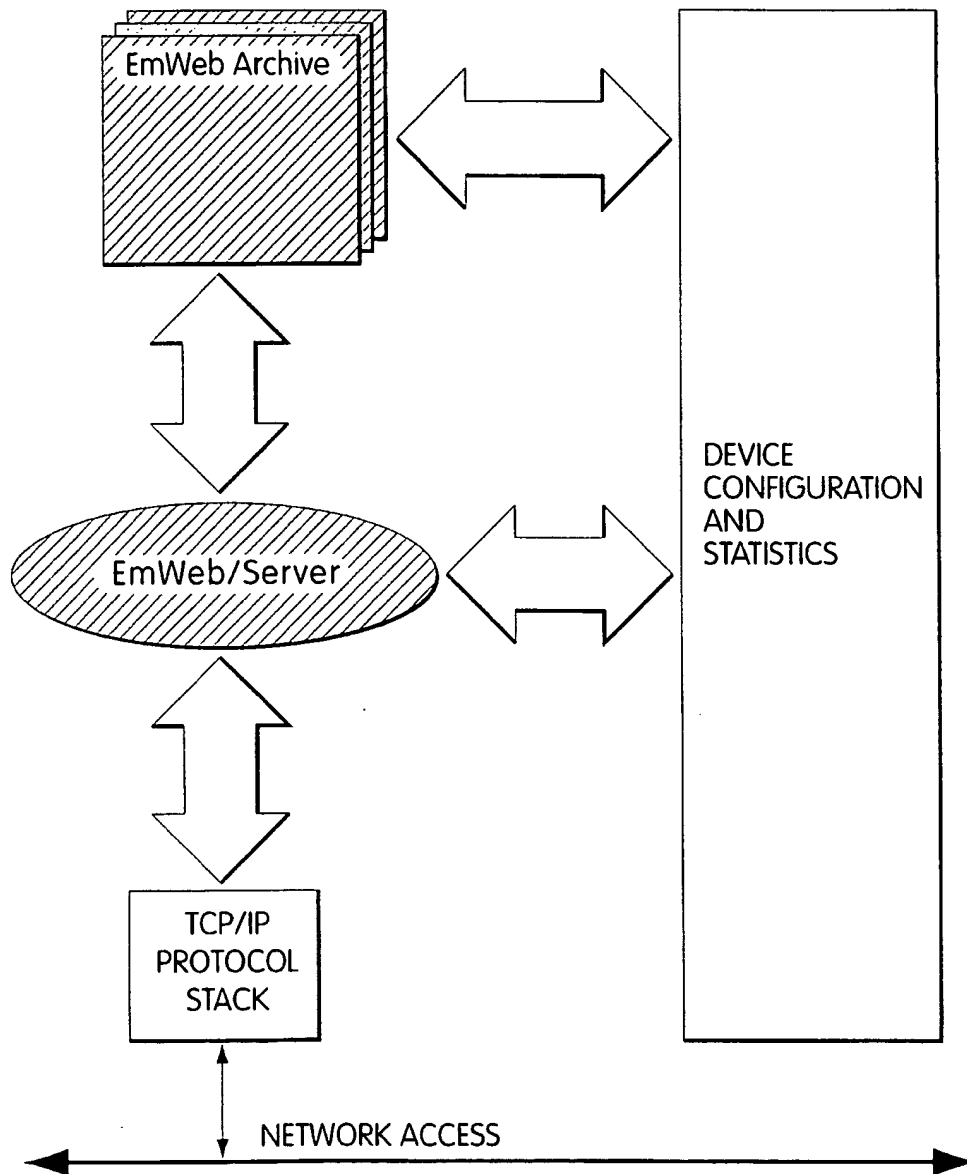 EmWeb Archive
DEVICE
CONFIGURATION
AND
STATISTICS
EmWeb/Server
TCP/IP
PROTOCOL
STACK
NETWORK ACCESS